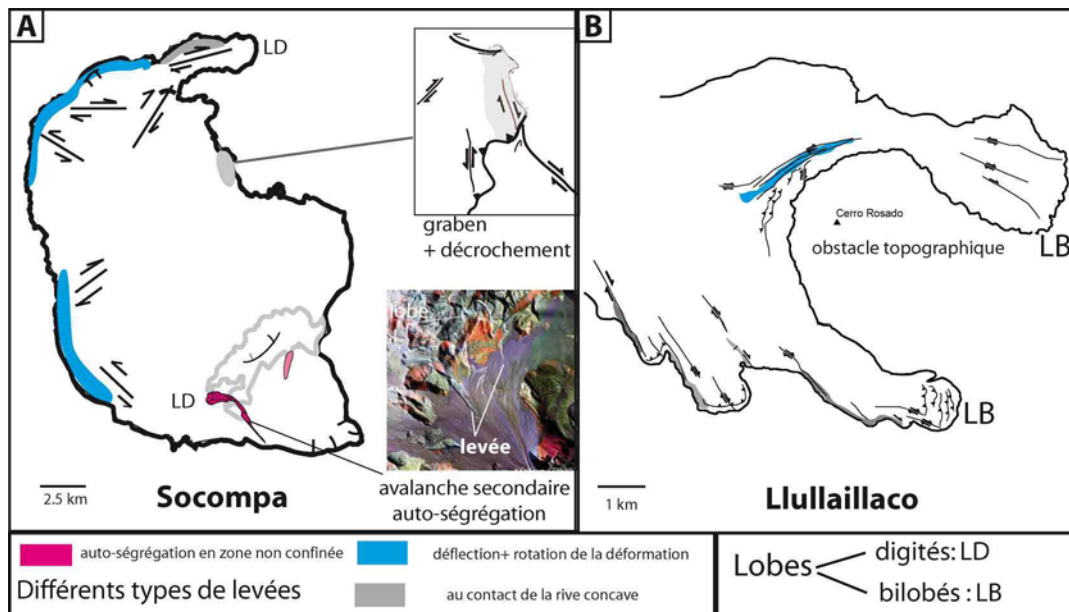 A
LD
graben
+ décrochement
lobe
levée
LD
2.5 km
Socompa
avalanche secondaire
auto-ségrégation
B
Cerro Rosado
obstacle topographique
LB
LB
1 km
Llullaillaco
auto-ségrégation en zone non confinée
déflection+ rotation de la déformation
Différents types de levées
au contact de la rive concave
Lobes
digités: LD
bilobés : LB